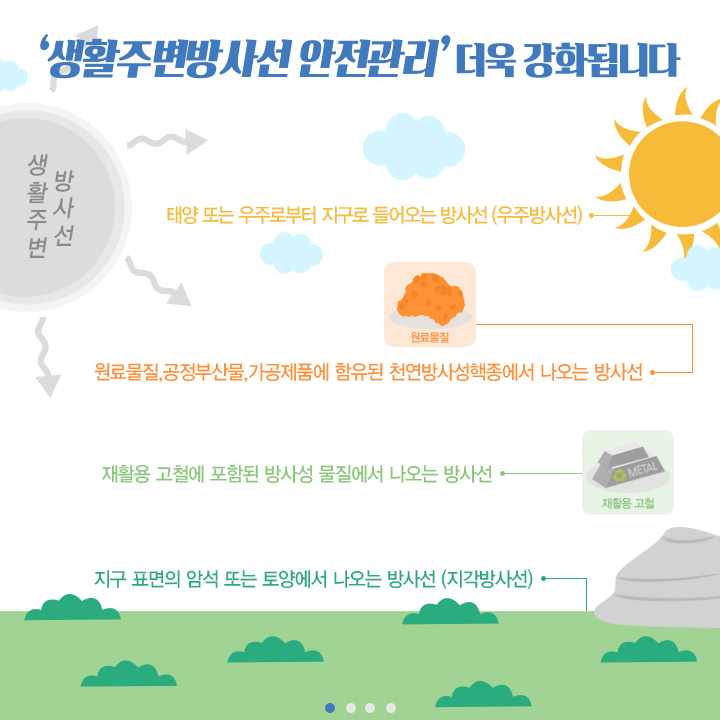 ‘생활주변방사선 안전관리’ 더욱 강화됩니다
생활주변
방사선
태양 또는 우주로부터 지구로 들어오는 방사선 (우주방사선)
원료물질
원료물질,공정부산물,가공제품에 함유된 천연방사성핵종에서 나오는 방사선
재활용 고철에 포함된 방사성 물질에서 나오는 방사선
METAL
재활용 고철
지구 표면의 암석 또는 토양에서 나오는 방사선 (지각방사선)